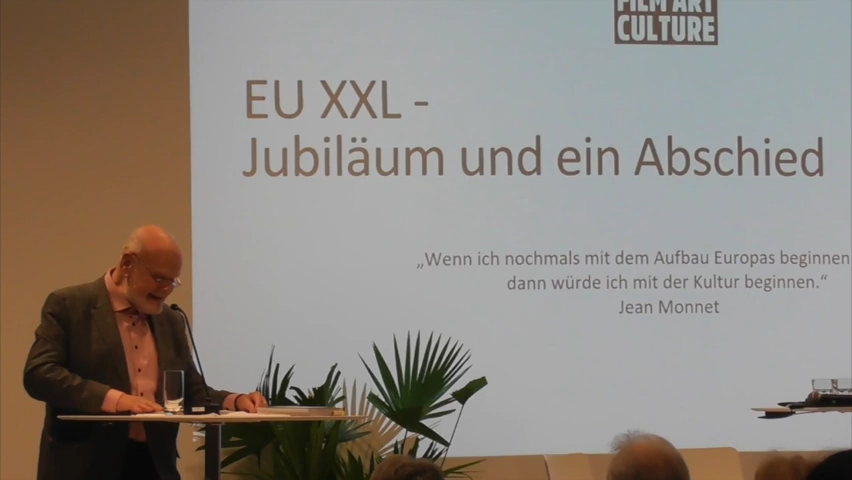 FILM ART
CULTURE
EU XXL -
Jubiläum und ein Abschied
„Wenn ich nochmals mit dem Aufbau Europas beginnen
dann würde ich mit der Kultur beginnen.“
Jean Monnet